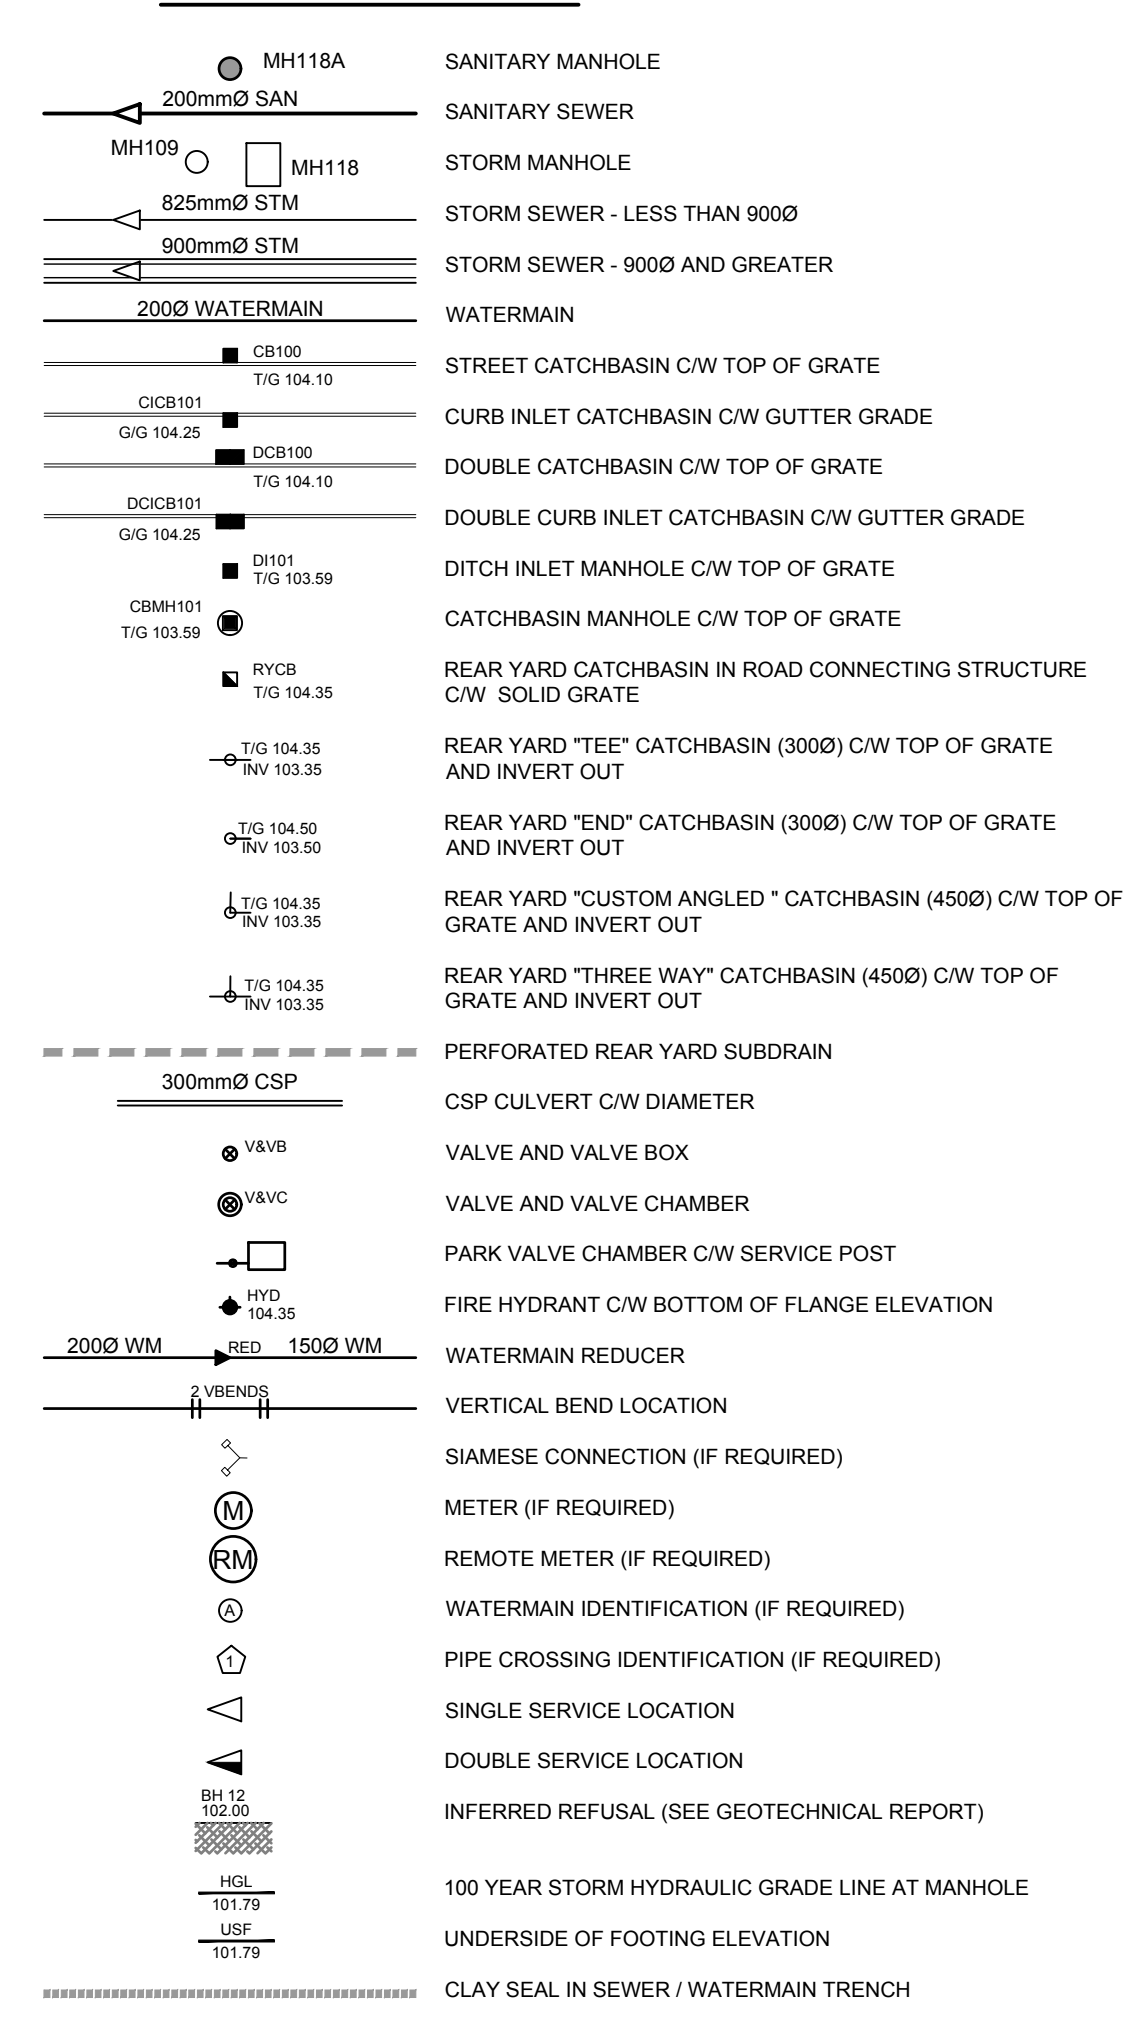 MH118A SANITARY MANHOLE
200mmØ SAN SANITARY SEWER
MH109 MH118 STORM MANHOLE
825mmØ STM STORM SEWER - LESS THAN 900Ø
900mmØ STM STORM SEWER - 900Ø AND GREATER
200Ø WATERMAIN WATERMAIN
CB100
T/G 104.10
STREET CATCHBASIN C/W TOP OF GRATE
CICB101
G/G 104.25
CURB INLET CATCHBASIN C/W GUTTER GRADE
DCB100
T/G 104.10
DOUBLE CATCHBASIN C/W TOP OF GRATE
DCICB101
G/G 104.25
DOUBLE CURB INLET CATCHBASIN C/W GUTTER GRADE
DI101
T/G 103.59
DITCH INLET MANHOLE C/W TOP OF GRATE
CBMH101
T/G 103.59
CATCHBASIN MANHOLE C/W TOP OF GRATE
RYCB
T/G 104.35
REAR YARD CATCHBASIN IN ROAD CONNECTING STRUCTURE
C/W SOLID GRATE
T/G 104.35
INV 103.35
REAR YARD "TEE" CATCHBASIN (300Ø) C/W TOP OF GRATE
AND INVERT OUT
T/G 104.50
INV 103.50
REAR YARD "END" CATCHBASIN (300Ø) C/W TOP OF GRATE
AND INVERT OUT
T/G 104.35
INV 103.35
REAR YARD "CUSTOM ANGLED " CATCHBASIN (450Ø) C/W TOP OF
GRATE AND INVERT OUT
T/G 104.35
INV 103.35
REAR YARD "THREE WAY" CATCHBASIN (450Ø) C/W TOP OF
GRATE AND INVERT OUT
PERFORATED REAR YARD SUBDRAIN
300mmØ CSP CSP CULVERT C/W DIAMETER
V&VB VALVE AND VALVE BOX
V&VC VALVE AND VALVE CHAMBER
PARK VALVE CHAMBER C/W SERVICE POST
HYD
104.35
FIRE HYDRANT C/W BOTTOM OF FLANGE ELEVATION
200Ø WM RED 150Ø WM WATERMAIN REDUCER
2 VBENDS VERTICAL BEND LOCATION
SIAMESE CONNECTION (IF REQUIRED)
M METER (IF REQUIRED)
RM REMOTE METER (IF REQUIRED)
A WATERMAIN IDENTIFICATION (IF REQUIRED)
1 PIPE CROSSING IDENTIFICATION (IF REQUIRED)
SINGLE SERVICE LOCATION
DOUBLE SERVICE LOCATION
BH 12
102.00
INFERRED REFUSAL (SEE GEOTECHNICAL REPORT)
HGL
101.79
100 YEAR STORM HYDRAULIC GRADE LINE AT MANHOLE
USF
101.79
UNDERSIDE OF FOOTING ELEVATION
CLAY SEAL IN SEWER / WATERMAIN TRENCH